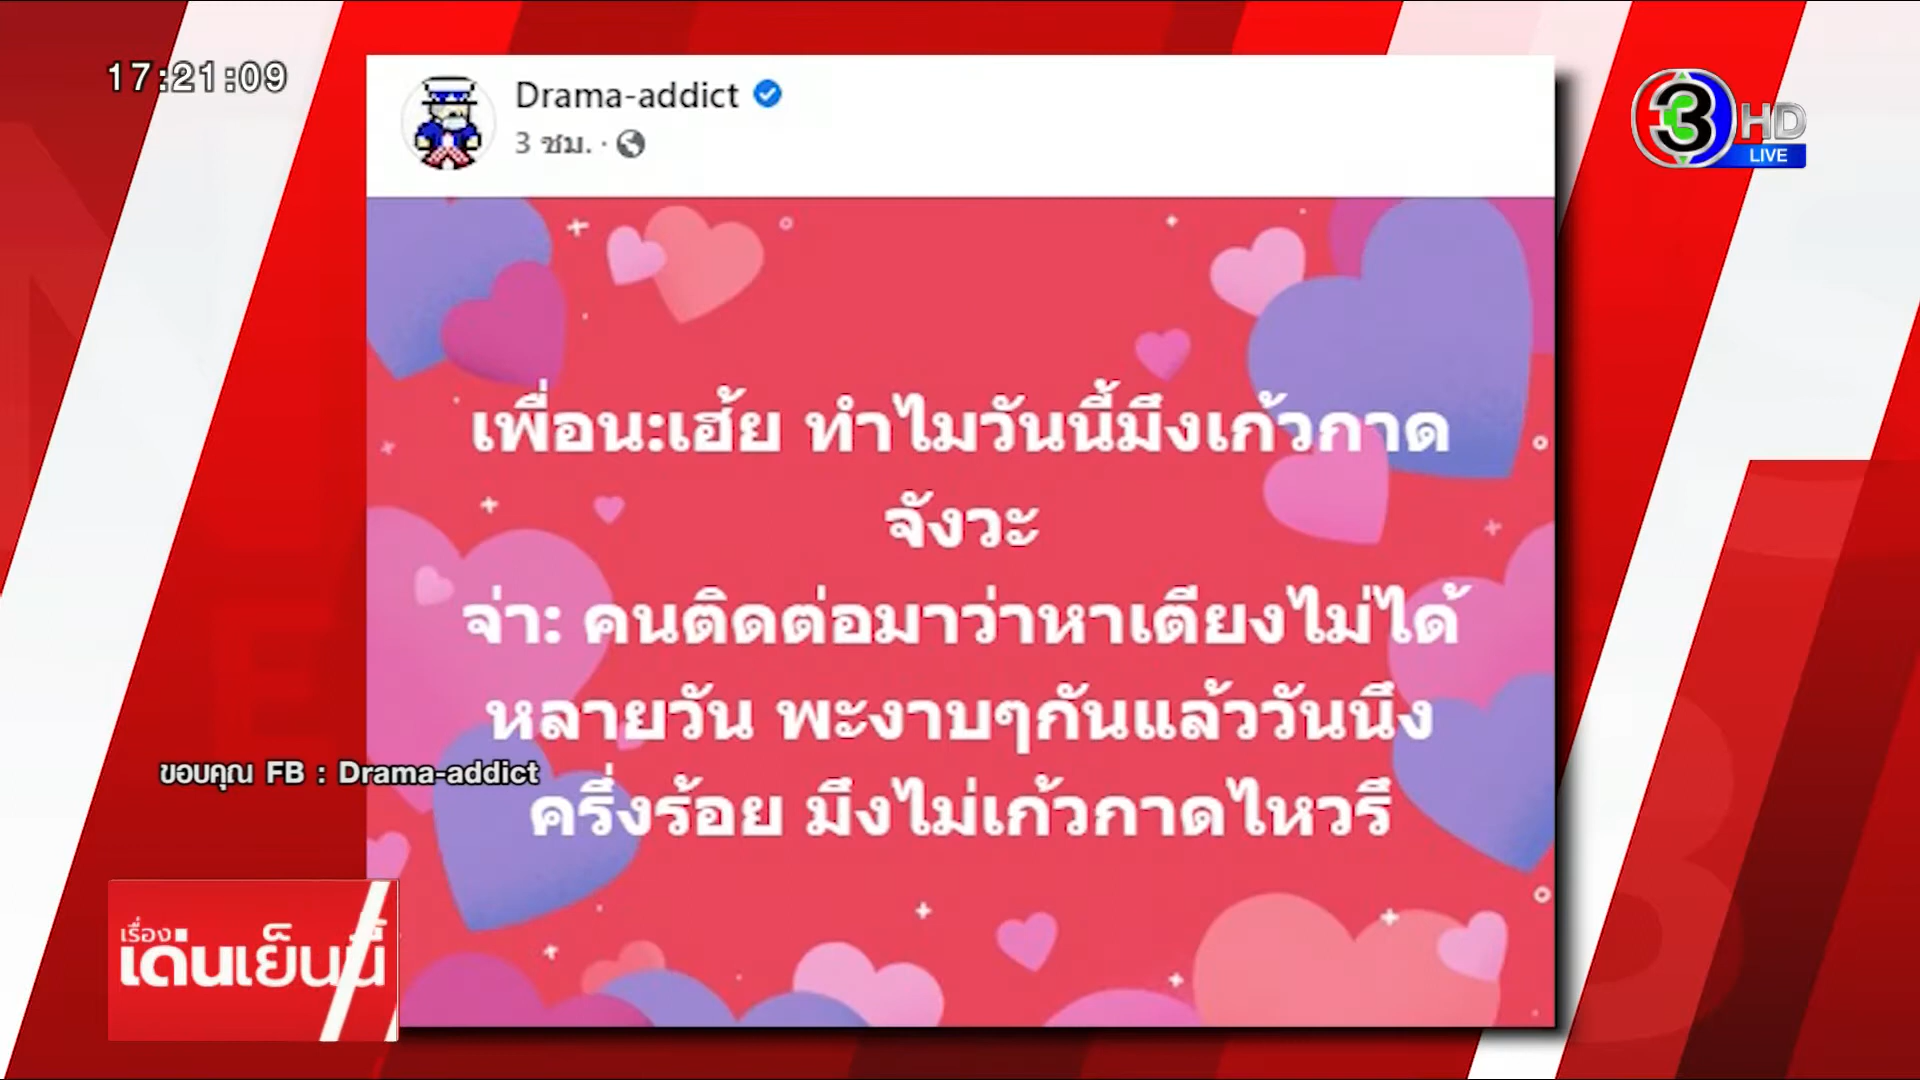 17:21:09
Drama-addict
3 ชม. ·
3 HD
LIVE
เพื่อน:เฮ้ย ทำไมวันนี้มึงเก้วกาด
จังวะ
จ่า: คนติดต่อมาว่าหาเตียงไม่ได้
หลายวัน พะงาบๆกันแล้ววันนึง
ครึ่งร้อย มึงไม่เก้วกาดไหวรึ
ขอบคุณ FB : Drama-addict
เรื่อง
เด่นเย็นนี้